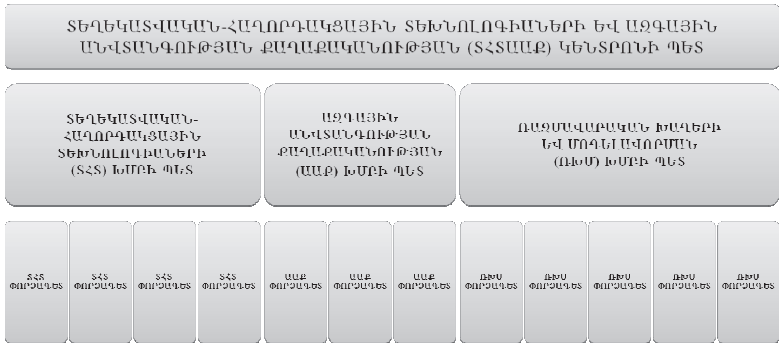 ՏԵՂԵԿԱՏՎԱԿԱՆ-ՀԱՂՈՐԴԱԿՑԱՅԻՆ ՏԵԽՆՈԼՈԳԻԱՆԵՐԻ ԵՎ ԱԶԳԱՅԻՆ
ԱՆՎՏԱՆԳՈՒԹՅԱՆ ՔԱՂԱՔԱԿԱՆՈՒԹՅԱՆ (ՏՀՏԱԱՔ) ԿԵՆՏՐՈՆԻ ՊԵՏ
ՏԵՂԵԿԱՏՎԱԿԱՆ-
ՀԱՂՈՐԴԱԿՑԱՅԻՆ
ՏԵԽՆՈԼՈԳԻԱՆԵՐԻ
(ՏՀՏ) ԽՄԲԻ ՊԵՏ
ԱԶԳԱՅԻՆ
ԱՆՎՏԱՆԳՈՒԹՅԱՆ
ՔԱՂԱՔԱԿԱՆՈՒԹՅԱՆ
(ԱԱՔ) ԽՄԲԻ ՊԵՏ
ՌԱԶՄԱՎԱՐԱԿԱՆ ԽԱՂԵՐԻ
ԵՎ ՄՈԴԵԼԱՎՈՐՄԱՆ
(ՌԽՄ) ԽՄԲԻ ՊԵՏ
ՏՀՏ
ՓՈՐՁԱԳԵՏ
ՏՀՏ
ՓՈՐՁԱԳԵՏ
ՏՀՏ
ՓՈՐՁԱԳԵՏ
ՏՀՏ
ՓՈՐՁԱԳԵՏ
ԱԱՔ
ՓՈՐՁԱԳԵՏ
ԱԱՔ
ՓՈՐՁԱԳԵՏ
ԱԱՔ
ՓՈՐՁԱԳԵՏ
ՌԽՄ
ՓՈՐՁԱԳԵՏ
ՌԽՄ
ՓՈՐՁԱԳԵՏ
ՌԽՄ
ՓՈՐՁԱԳԵՏ
ՌԽՄ
ՓՈՐՁԱԳԵՏ
ՌԽՄ
ՓՈՐՁԱԳԵՏ